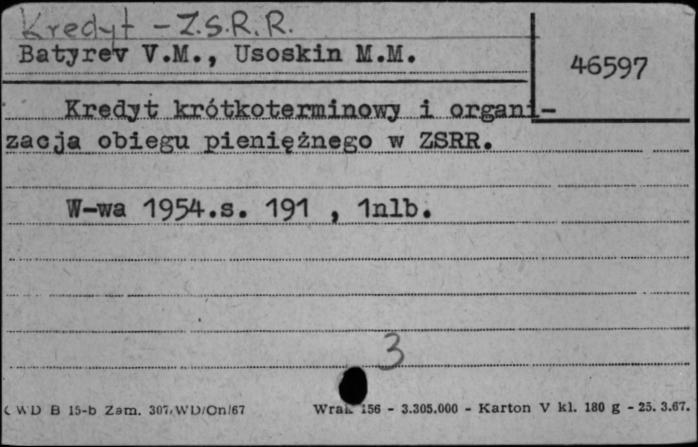 Kredyt - Z.S.R.R.
Batyrev V.M., Usoskin M.M.
46597
Kredyt krótkoterminowy i organi-
zacja obiegu pieniężnego w ZSRR.
W-wa 1954.s. 191 , 1nlb.
3
WD B 15-b Zam. 307/WD/On/67 Wrak 156 - 3.305.000 - Karton V kl. 180 g - 25. 3.67.